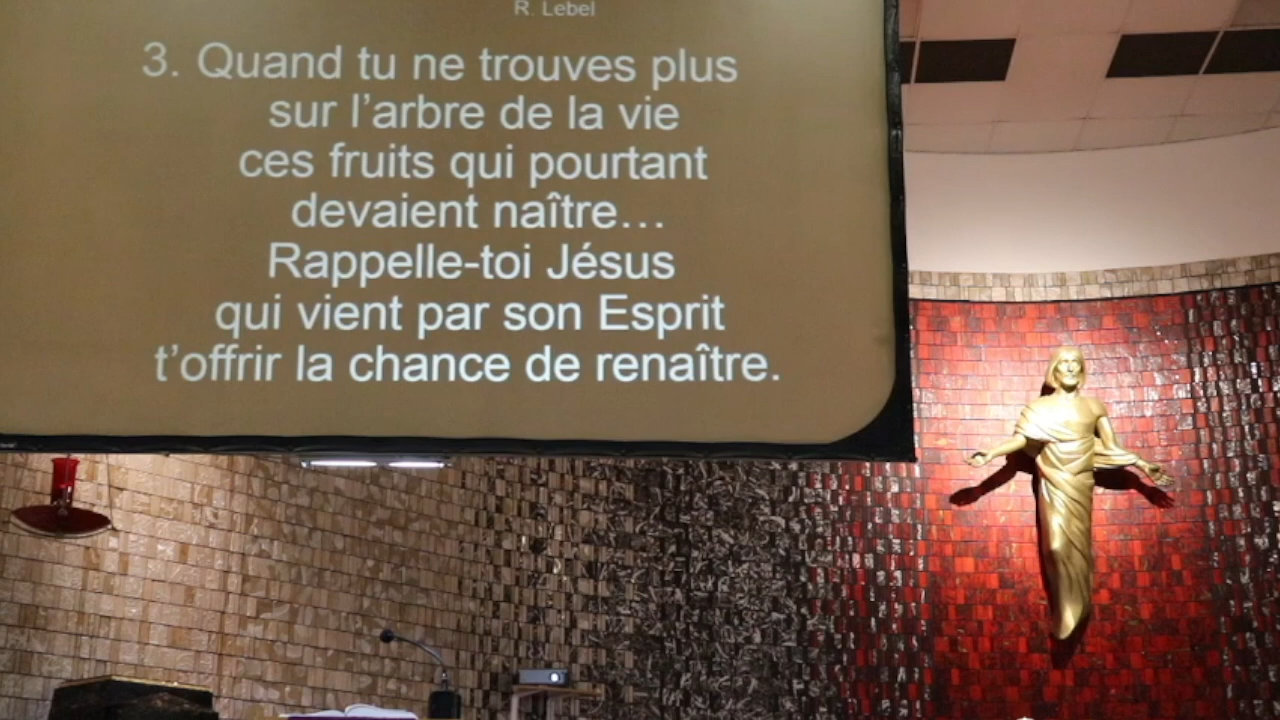 R. Lebel
3. Quand tu ne trouves plus
sur l’arbre de la vie
ces fruits qui pourtant
devaient naître…
Rappelle-toi Jésus
qui vient par son Esprit
t’offrir la chance de renaître.